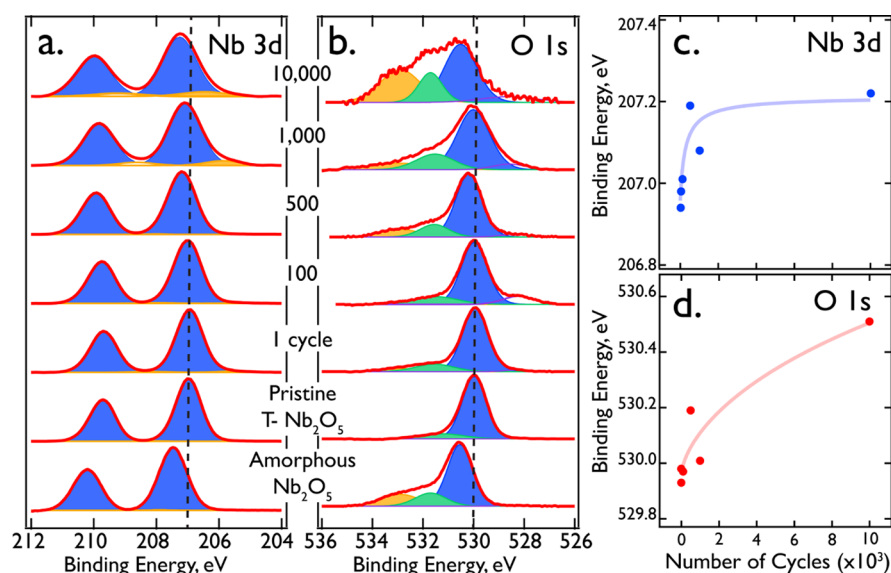 a.
Nb 3d
b.
O 1s
10,000
1,000
500
100
1 cycle
Pristine
T- Nb₂O₅
Amorphous
Nb₂O₅
212 210 208 206 204
Binding Energy, eV
536 534 532 530 528 526
Binding Energy, eV
c.
Nb 3d
207.4
207.2
207.0
206.8
Binding Energy, eV
d.
O 1s
530.6
530.4
530.2
530.0
529.8
Binding Energy, eV
0 2 4 6 8 10
Number of Cycles (x10³)